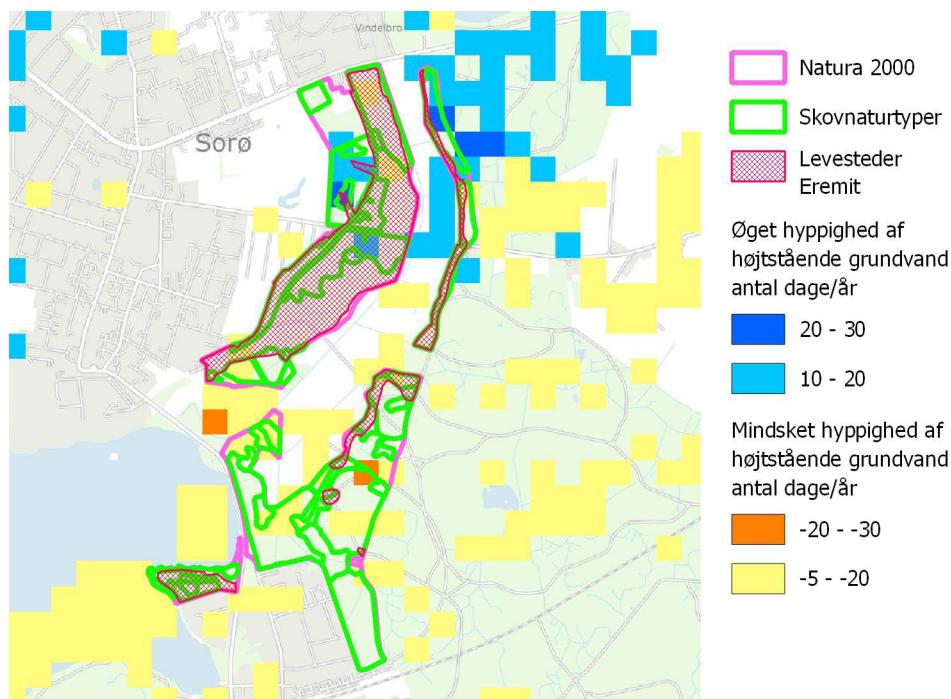 Vindelbro
Sorø
Natura 2000
Skovnaturtyper
Levesteder
Eremit
Øget hyppighed af
højtstående grundvand
antal dage/år
20 - 30
10 - 20
Mindsket hyppighed af
højtstående grundvand
antal dage/år
-20 - -30
-5 - -20